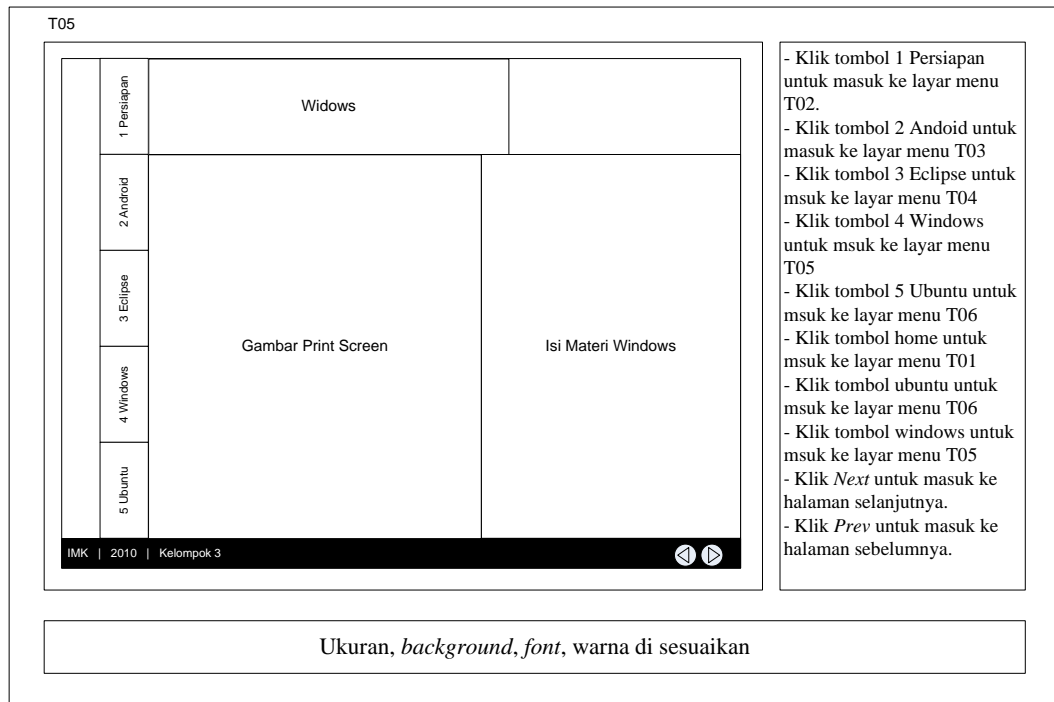 T05
1 Persiapan
Widows
2 Android
3 Eclipse
4 Windows
5 Ubuntu
Gambar Print Screen
Isi Materi Windows
IMK | 2010 | Kelompok 3
- Klik tombol 1 Persiapan
untuk masuk ke layar menu
T02.
- Klik tombol 2 Andoid untuk
masuk ke layar menu T03
- Klik tombol 3 Eclipse untuk
msuk ke layar menu T04
- Klik tombol 4 Windows
untuk msuk ke layar menu
T05
- Klik tombol 5 Ubuntu untuk
msuk ke layar menu T06
- Klik tombol home untuk
msuk ke layar menu T01
- Klik tombol ubuntu untuk
msuk ke layar menu T06
- Klik tombol windows untuk
msuk ke layar menu T05
- Klik Next untuk masuk ke
halaman selanjutnya.
- Klik Prev untuk masuk ke
halaman sebelumnya.
Ukuran, background, font, warna di sesuaikan